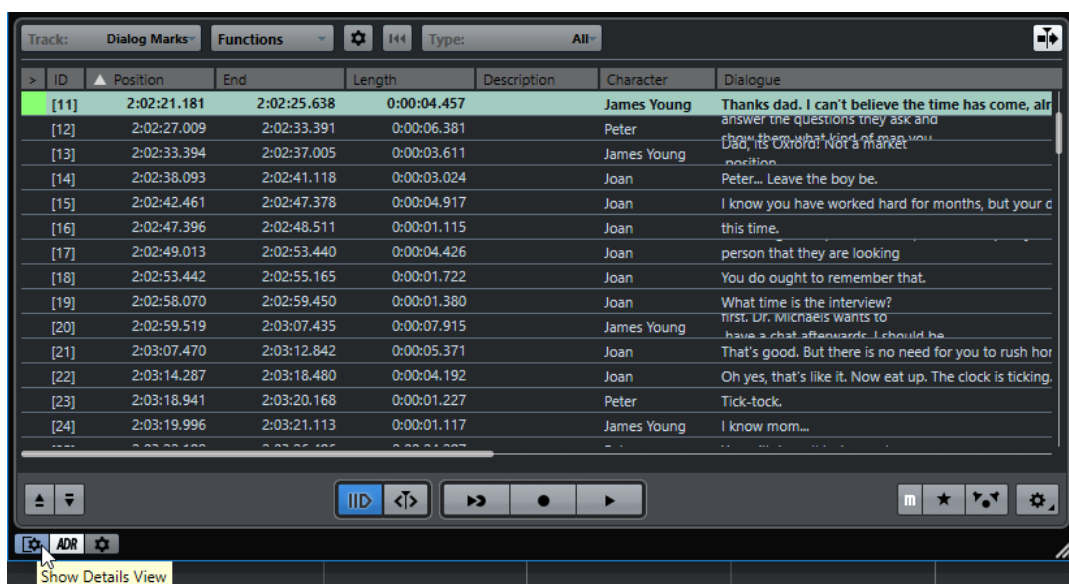 Track: Dialog Marks Functions Type: All
> ID Position End Length Description Character Dialogue
[11] 2:02:21.181 2:02:25.638 0:00:04.457 James Young Thanks dad. I can't believe the time has come, alr
[12] 2:02:27.009 2:02:33.391 0:00:06.381 Peter answer the questions they ask and
show them what kind of man you
[13] 2:02:33.394 2:02:37.005 0:00:03.611 James Young Dad, its Oxford! Not a market
position
[14] 2:02:38.093 2:02:41.118 0:00:03.024 Joan Peter... Leave the boy be.
[15] 2:02:42.461 2:02:47.378 0:00:04.917 Joan I know you have worked hard for months, but your d
[16] 2:02:47.396 2:02:48.511 0:00:01.115 Joan this time.
[17] 2:02:49.013 2:02:53.440 0:00:04.426 Joan person that they are looking
[18] 2:02:53.442 2:02:55.165 0:00:01.722 Joan You do ought to remember that.
[19] 2:02:58.070 2:02:59.450 0:00:01.380 Joan What time is the interview?
[20] 2:02:59.519 2:03:07.435 0:00:07.915 James Young first. Dr. Michaels wants to
have a chat afterwards. I should be
[21] 2:03:07.470 2:03:12.842 0:00:05.371 Joan That's good. But there is no need for you to rush hor
[22] 2:03:14.287 2:03:18.480 0:00:04.192 Joan Oh yes, that's like it. Now eat up. The clock is ticking.
[23] 2:03:18.941 2:03:20.168 0:00:01.227 Peter Tick-tock.
[24] 2:03:19.996 2:03:21.113 0:00:01.117 James Young I know mom...
m
ADR
Show Details View